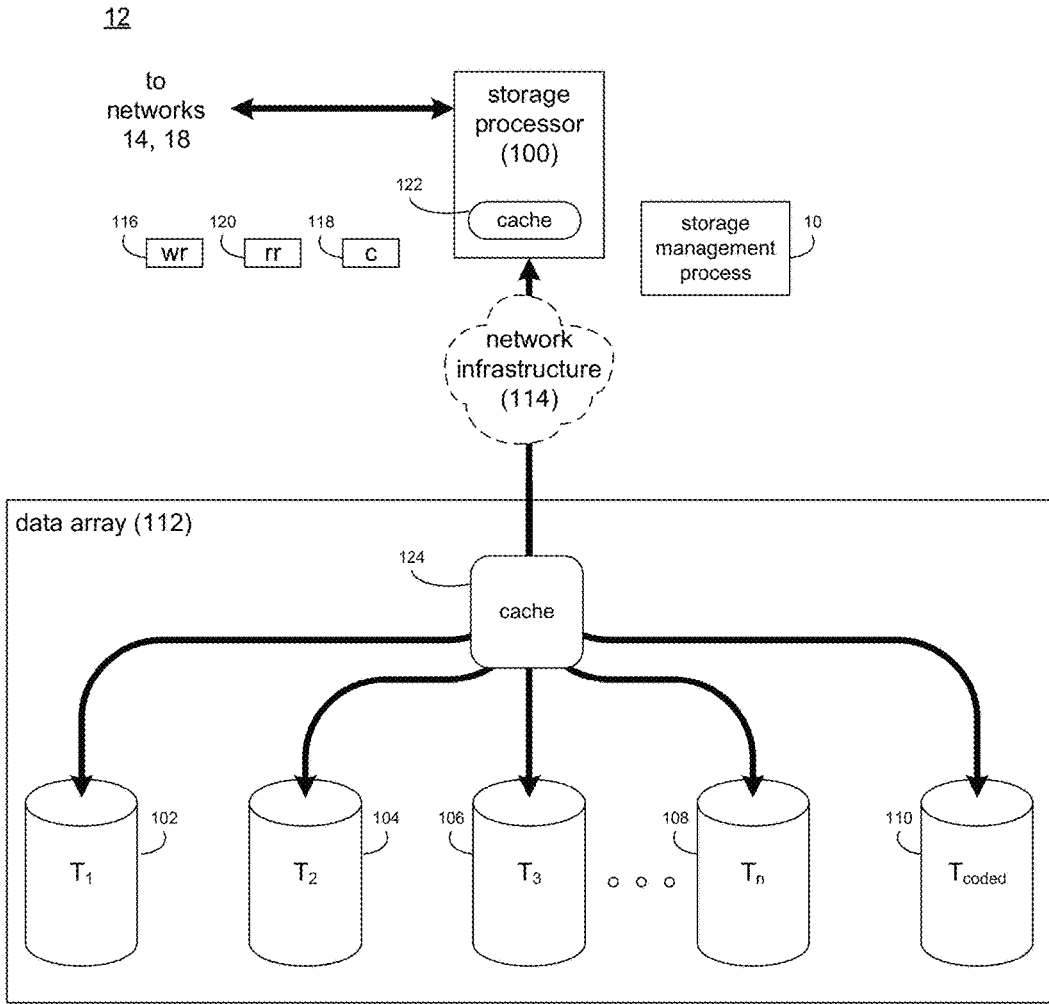 12
to
networks
14, 18
storage
processor
(100)
122
cache
116
wr
120
rr
118
c
storage
management
process
10
network
infrastructure
(114)
data array (112)
124
cache
T1
102
T2
104
T3
106
Tn
108
Tcoded
110